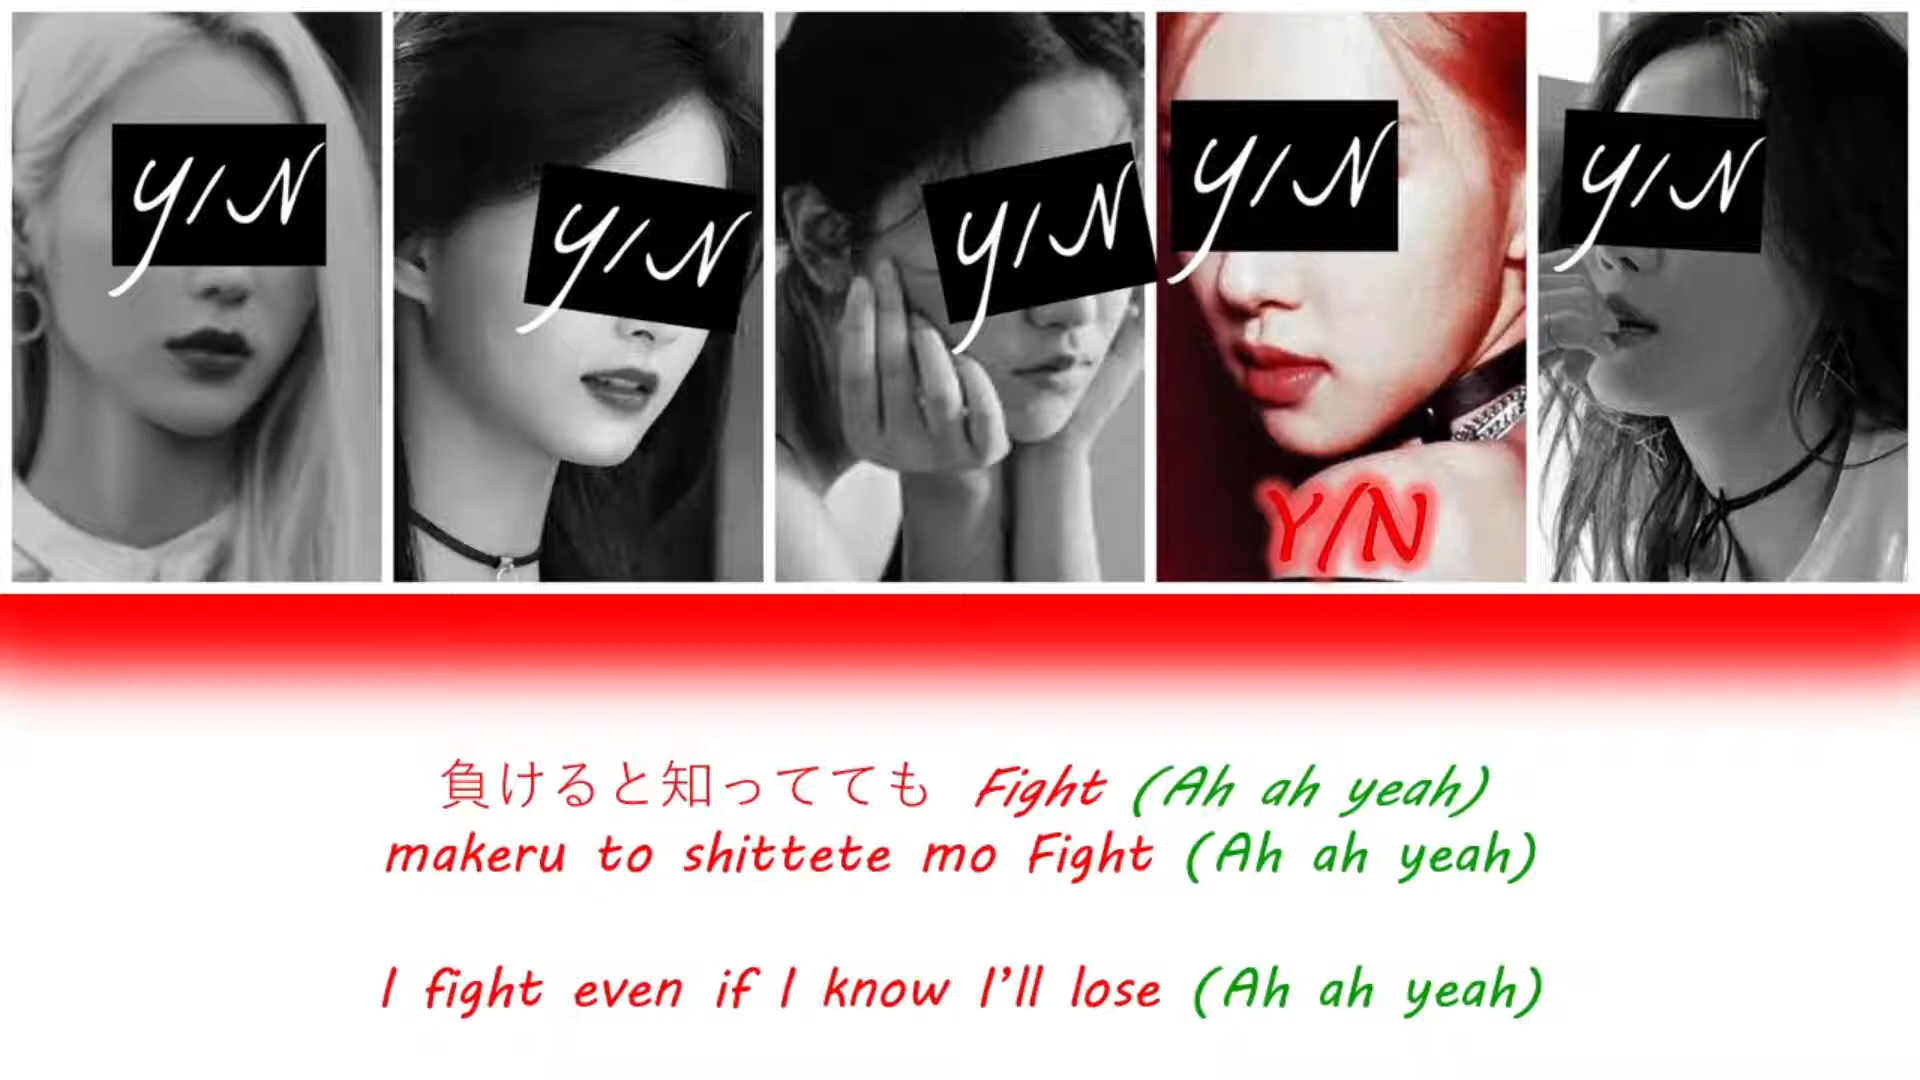 Y/N
Y/N
Y/N
Y/N
Y/N
Y/N
負けると知ってても Fight (Ah ah yeah)
makeru to shittete mo Fight (Ah ah yeah)
I fight even if I know I'll lose (Ah ah yeah)